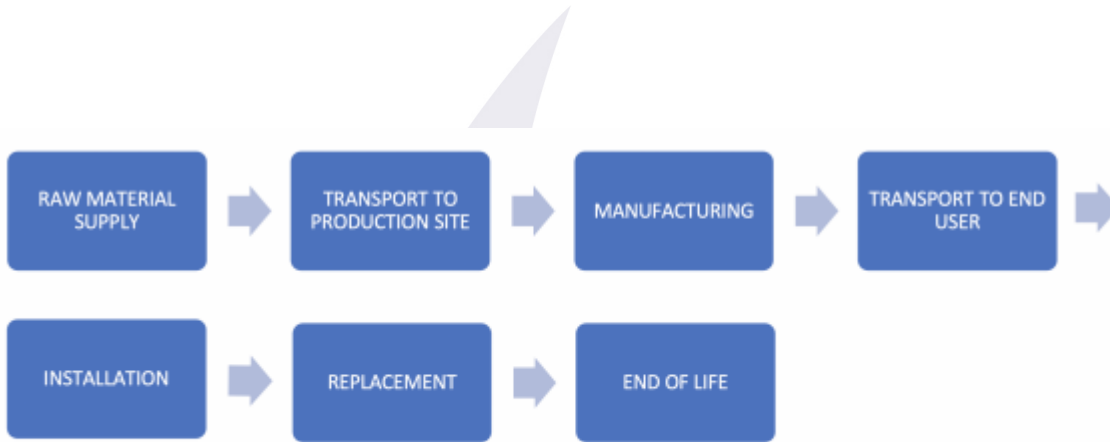 RAW MATERIAL
SUPPLY
TRANSPORT TO
PRODUCTION SITE
MANUFACTURING
TRANSPORT TO END
USER
INSTALLATION
REPLACEMENT
END OF LIFE